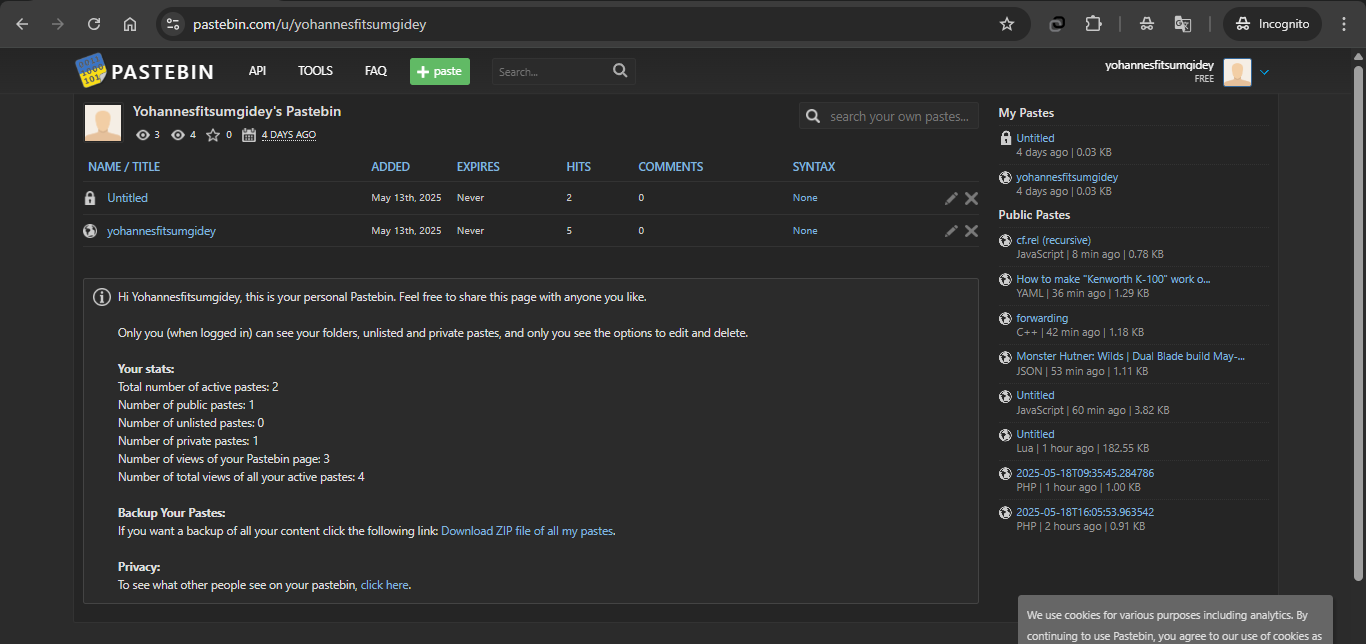 pastebin.com/u/yohannesfitsumgidey
Incognito
PASTEBIN API TOOLS FAQ + paste Search... yohannesfitsumgidey
FREE
Yohannesfitsumgidey's Pastebin
3 4 0 4 DAYS AGO
search your own pastes...
NAME / TITLE ADDED EXPIRES HITS COMMENTS SYNTAX
Untitled May 13th, 2025 Never 2 0 None
yohannesfitsumgidey May 13th, 2025 Never 5 0 None
Hi Yohannesfitsumgidey, this is your personal Pastebin. Feel free to share this page with anyone you like.
Only you (when logged in) can see your folders, unlisted and private pastes, and only you see the options to edit and delete.
Your stats:
Total number of active pastes: 2
Number of public pastes: 1
Number of unlisted pastes: 0
Number of private pastes: 1
Number of views of your Pastebin page: 3
Number of total views of all your active pastes: 4
Backup Your Pastes:
If you want a backup of all your content click the following link: Download ZIP file of all my pastes.
Privacy:
To see what other people see on your pastebin, click here.
My Pastes
Untitled
4 days ago | 0.03 KB
yohannesfitsumgidey
4 days ago | 0.03 KB
Public Pastes
cf.rel (recursive)
JavaScript | 8 min ago | 0.78 KB
How to make "Kenworth K-100" work o...
YAML | 36 min ago | 1.29 KB
forwarding
C++ | 42 min ago | 1.18 KB
Monster Hutner: Wilds | Dual Blade build May-...
JSON | 53 min ago | 1.11 KB
Untitled
JavaScript | 60 min ago | 3.82 KB
Untitled
Lua | 1 hour ago | 182.55 KB
2025-05-18T09:35:45.284786
PHP | 1 hour ago | 1.00 KB
2025-05-18T16:05:53.963542
PHP | 2 hours ago | 0.91 KB
We use cookies for various purposes including analytics. By
continuing to use Pastebin, you agree to our use of cookies as